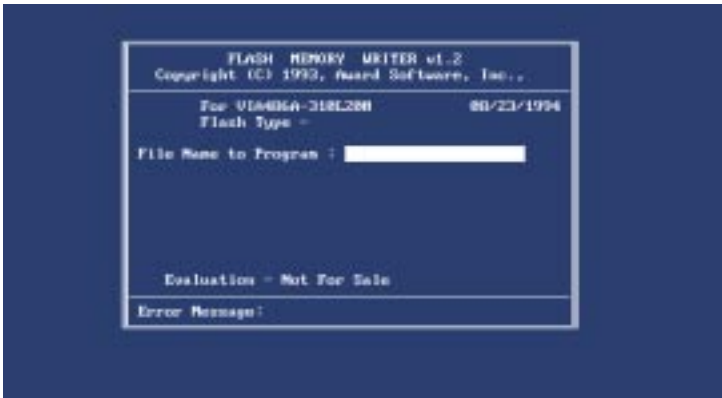 FLASH MEMORY WRITER v1.2
Copyright (C) 1993, Award Software, Inc.,
For VIA486A-310L200 08/23/1994
Flash Type -
File Name to Program :
Evaluation - Not For Sale
Error Message: